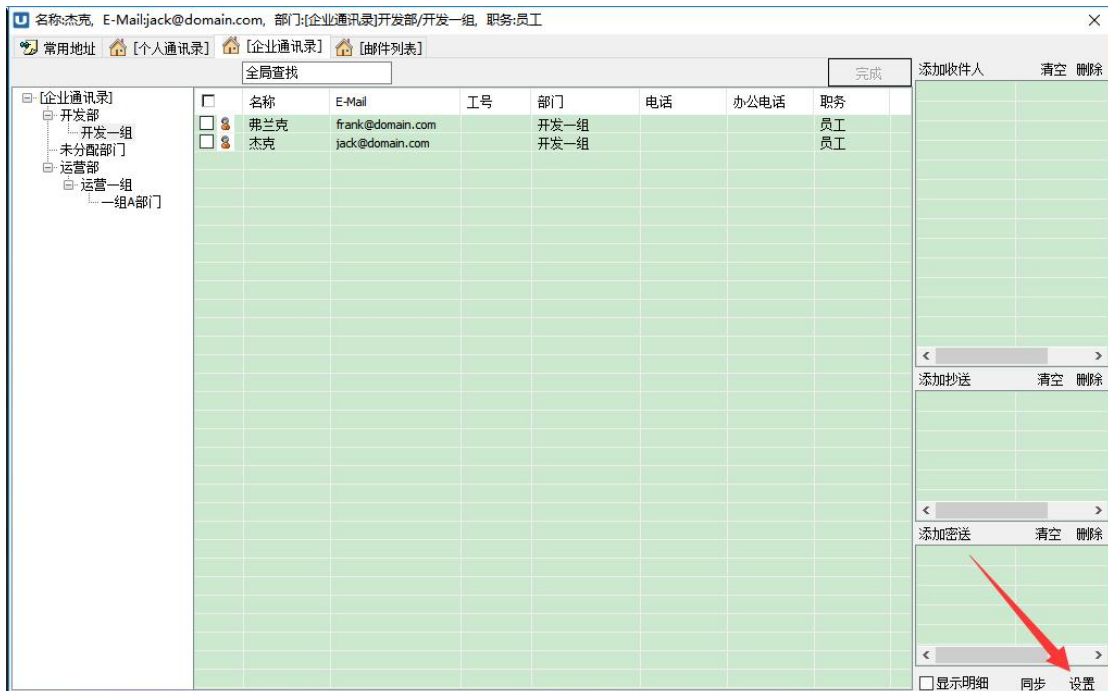 名称:杰克, E-Mail:jack@domain.com, 部门:[企业通讯录]开发部/开发一组, 职务:员工
常用地址 [个人通讯录] [企业通讯录] [邮件列表]
全局查找 完成
[企业通讯录]
开发部
开发一组
未分配部门
运营部
运营一组
一组A部门
名称 E-Mail 工号 部门 电话 办公电话 职务
弗兰克 frank@domain.com 开发一组 员工
杰克 jack@domain.com 开发一组 员工
添加收件人 清空 删除
添加抄送 清空 删除
添加密送 清空 删除
显示明细 同步 设置